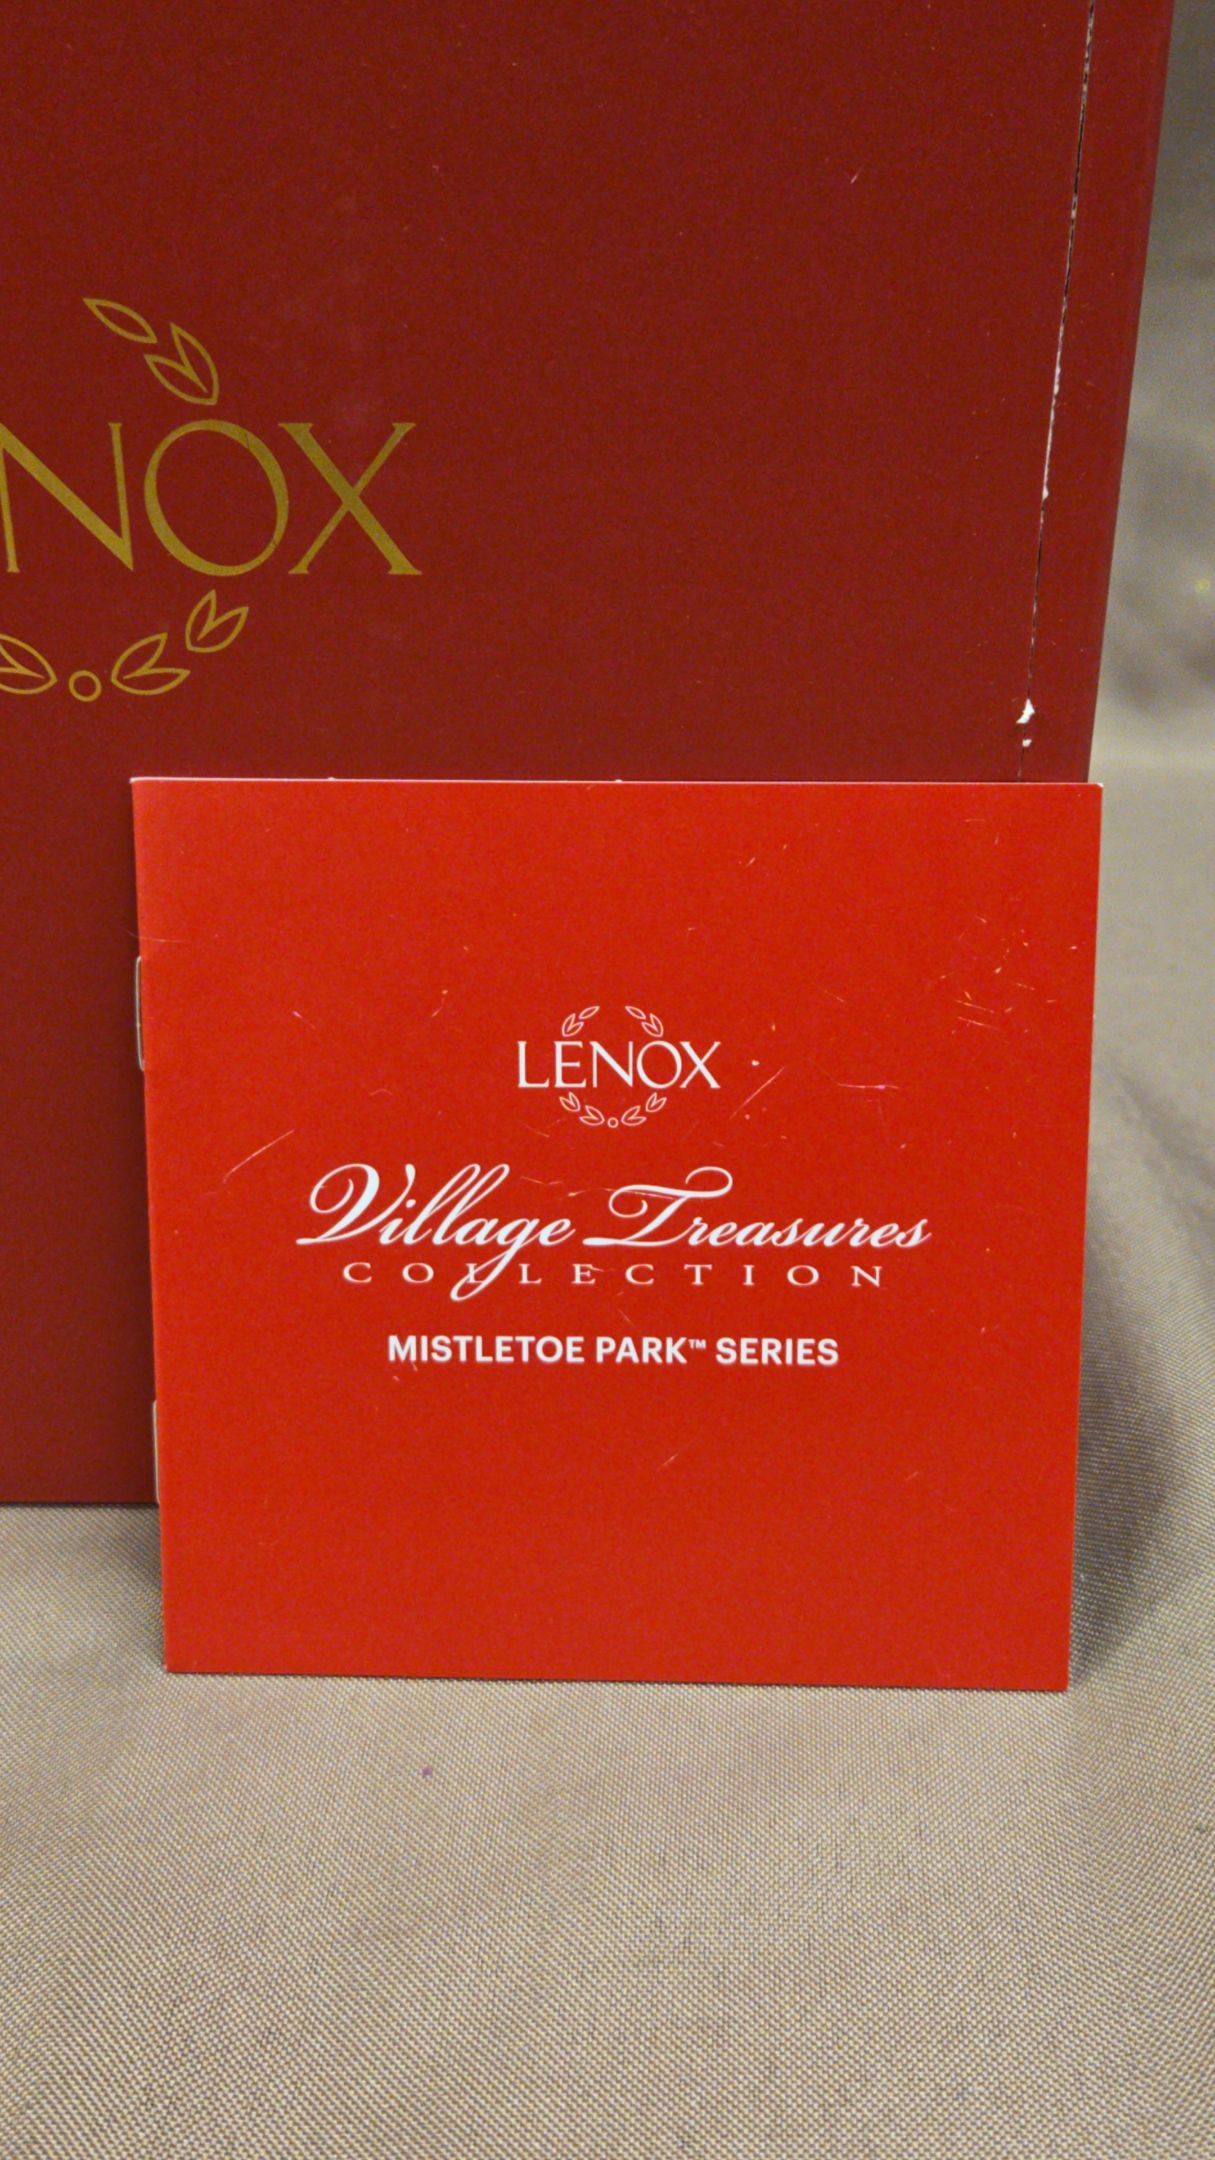 NOX
LENOX
Village Treasures
COLLECTION
MISTLETOE PARK™ SERIES